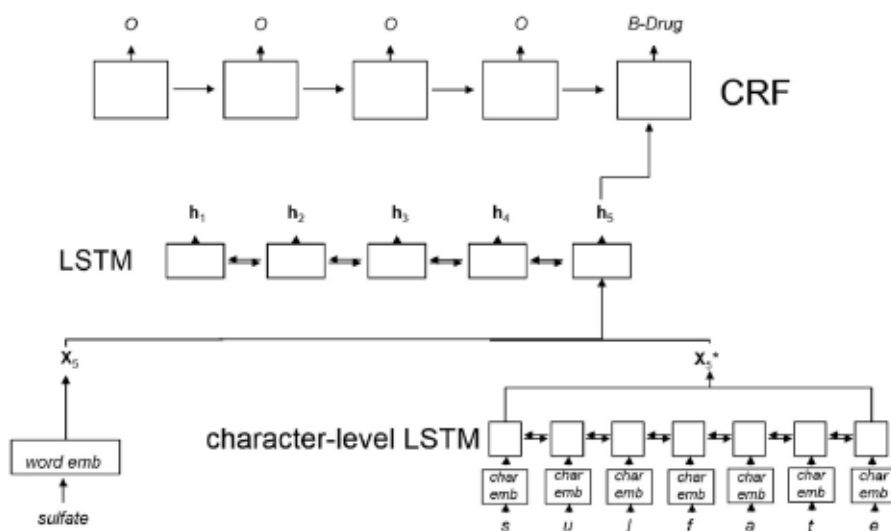 O O O O B-Drug
CRF
h₁ h₂ h₃ h₄ h₅
LSTM
X₅ X₅*
character-level LSTM
word emb
char emb char emb char emb char emb char emb char emb char emb
sulfate
s u l f a t e